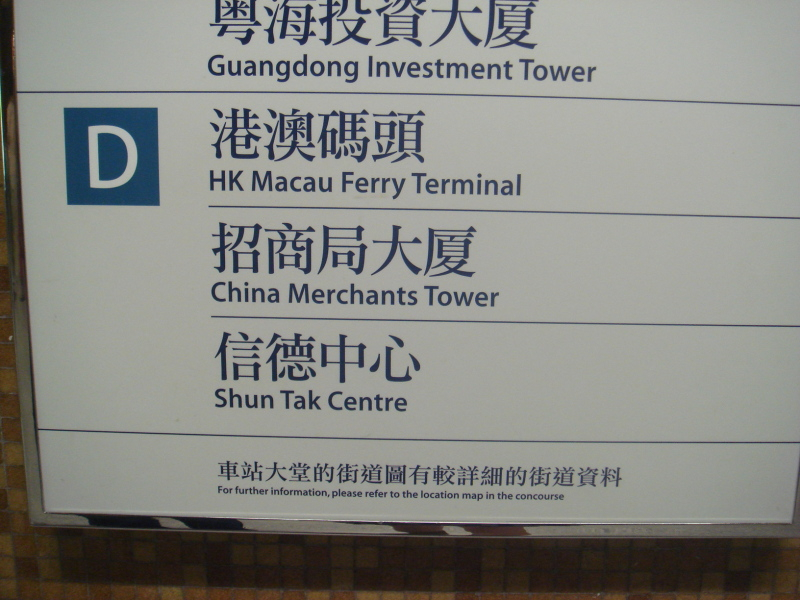 粵海投資大廈
Guangdong Investment Tower
D
港澳碼頭
HK Macau Ferry Terminal
招商局大廈
China Merchants Tower
信德中心
Shun Tak Centre
車站大堂的街道圖有較詳細的街道資料
For further information, please refer to the location map in the concourse